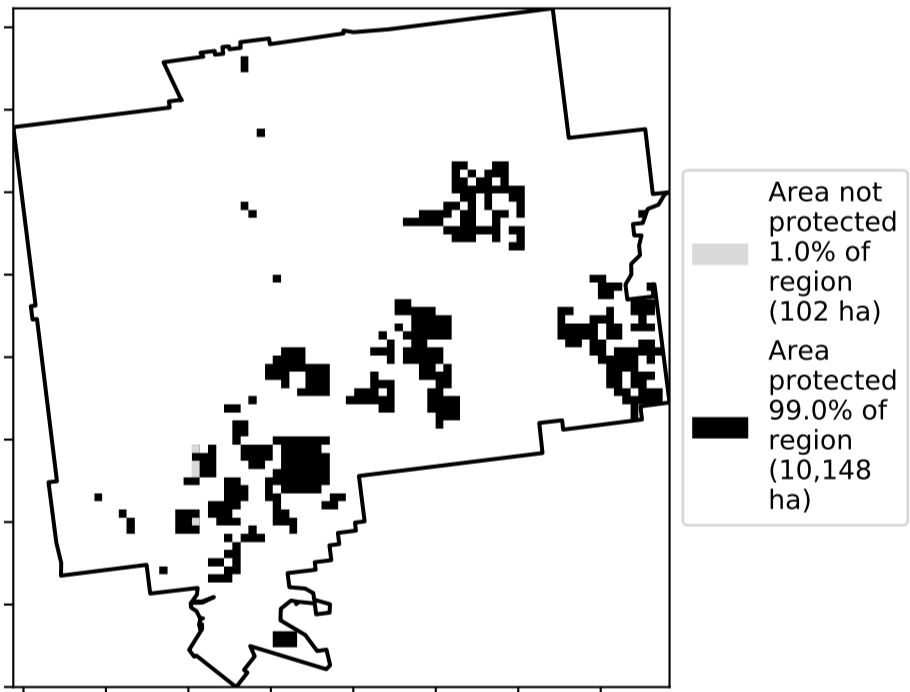 Area not
protected
1.0% of
region
(102 ha)
Area
protected
99.0% of
region
(10,148
ha)